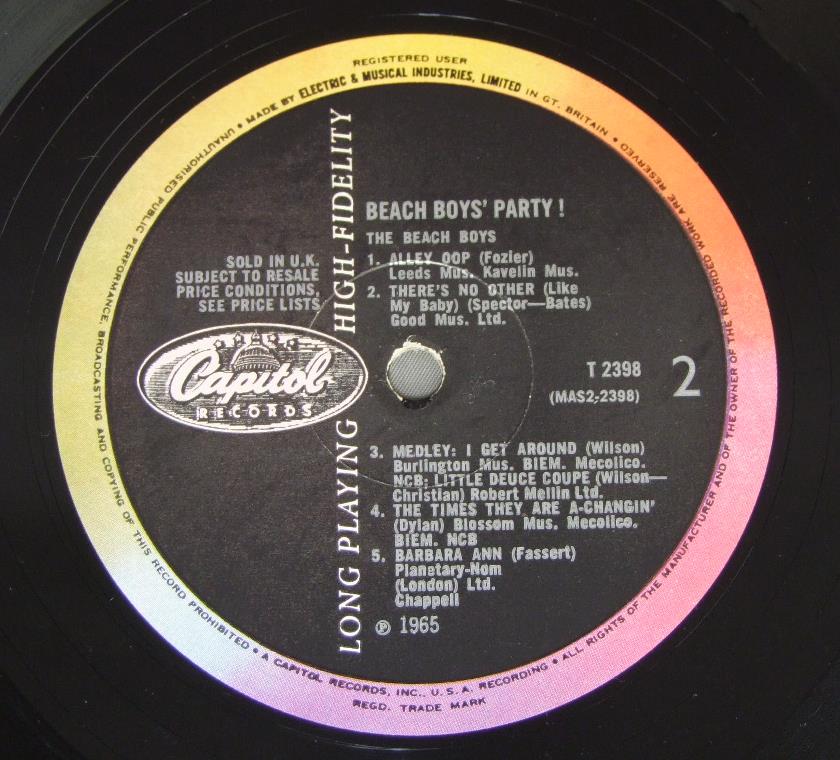 REGISTERED USER
UNAUTHORISED PUBLIC PERFORMANCE, BROADCASTING AND COPYING OF THIS RECORD PROHIBITED • MADE BY ELECTRIC & MUSICAL INDUSTRIES, LIMITED IN GT. BRITAIN •
ALL RIGHTS OF THE MANUFACTURER AND OF THE OWNER OF THE RECORDED WORK ARE RESERVED
LONG PLAYING HIGH-FIDELITY
BEACH BOYS' PARTY !
THE BEACH BOYS
1. ALLEY OOP (Fozier)
Leeds Mus. Kavelin Mus.
2. THERE'S NO OTHER (Like
My Baby) (Spector—Bates)
Good Mus. Ltd.
SOLD IN U.K.
SUBJECT TO RESALE
PRICE CONDITIONS,
SEE PRICE LISTS
Capitol
RECORDS
T 2398
(MAS2-2398)
2
3. MEDLEY: I GET AROUND (Wilson)
Burlington Mus. BIEM. Mecolico.
NCB; LITTLE DEUCE COUPE (Wilson—
Christian) Robert Mellin Ltd.
4. THE TIMES THEY ARE A-CHANGIN'
(Dylan) Blossom Mus. Mecolico.
BIEM. NCB
5. BARBARA ANN (Fassert)
Planetary-Nom
(London) Ltd.
Chappell
℗ 1965
• A CAPITOL RECORDS, INC., U.S.A. RECORDING •
REGD. TRADE MARK